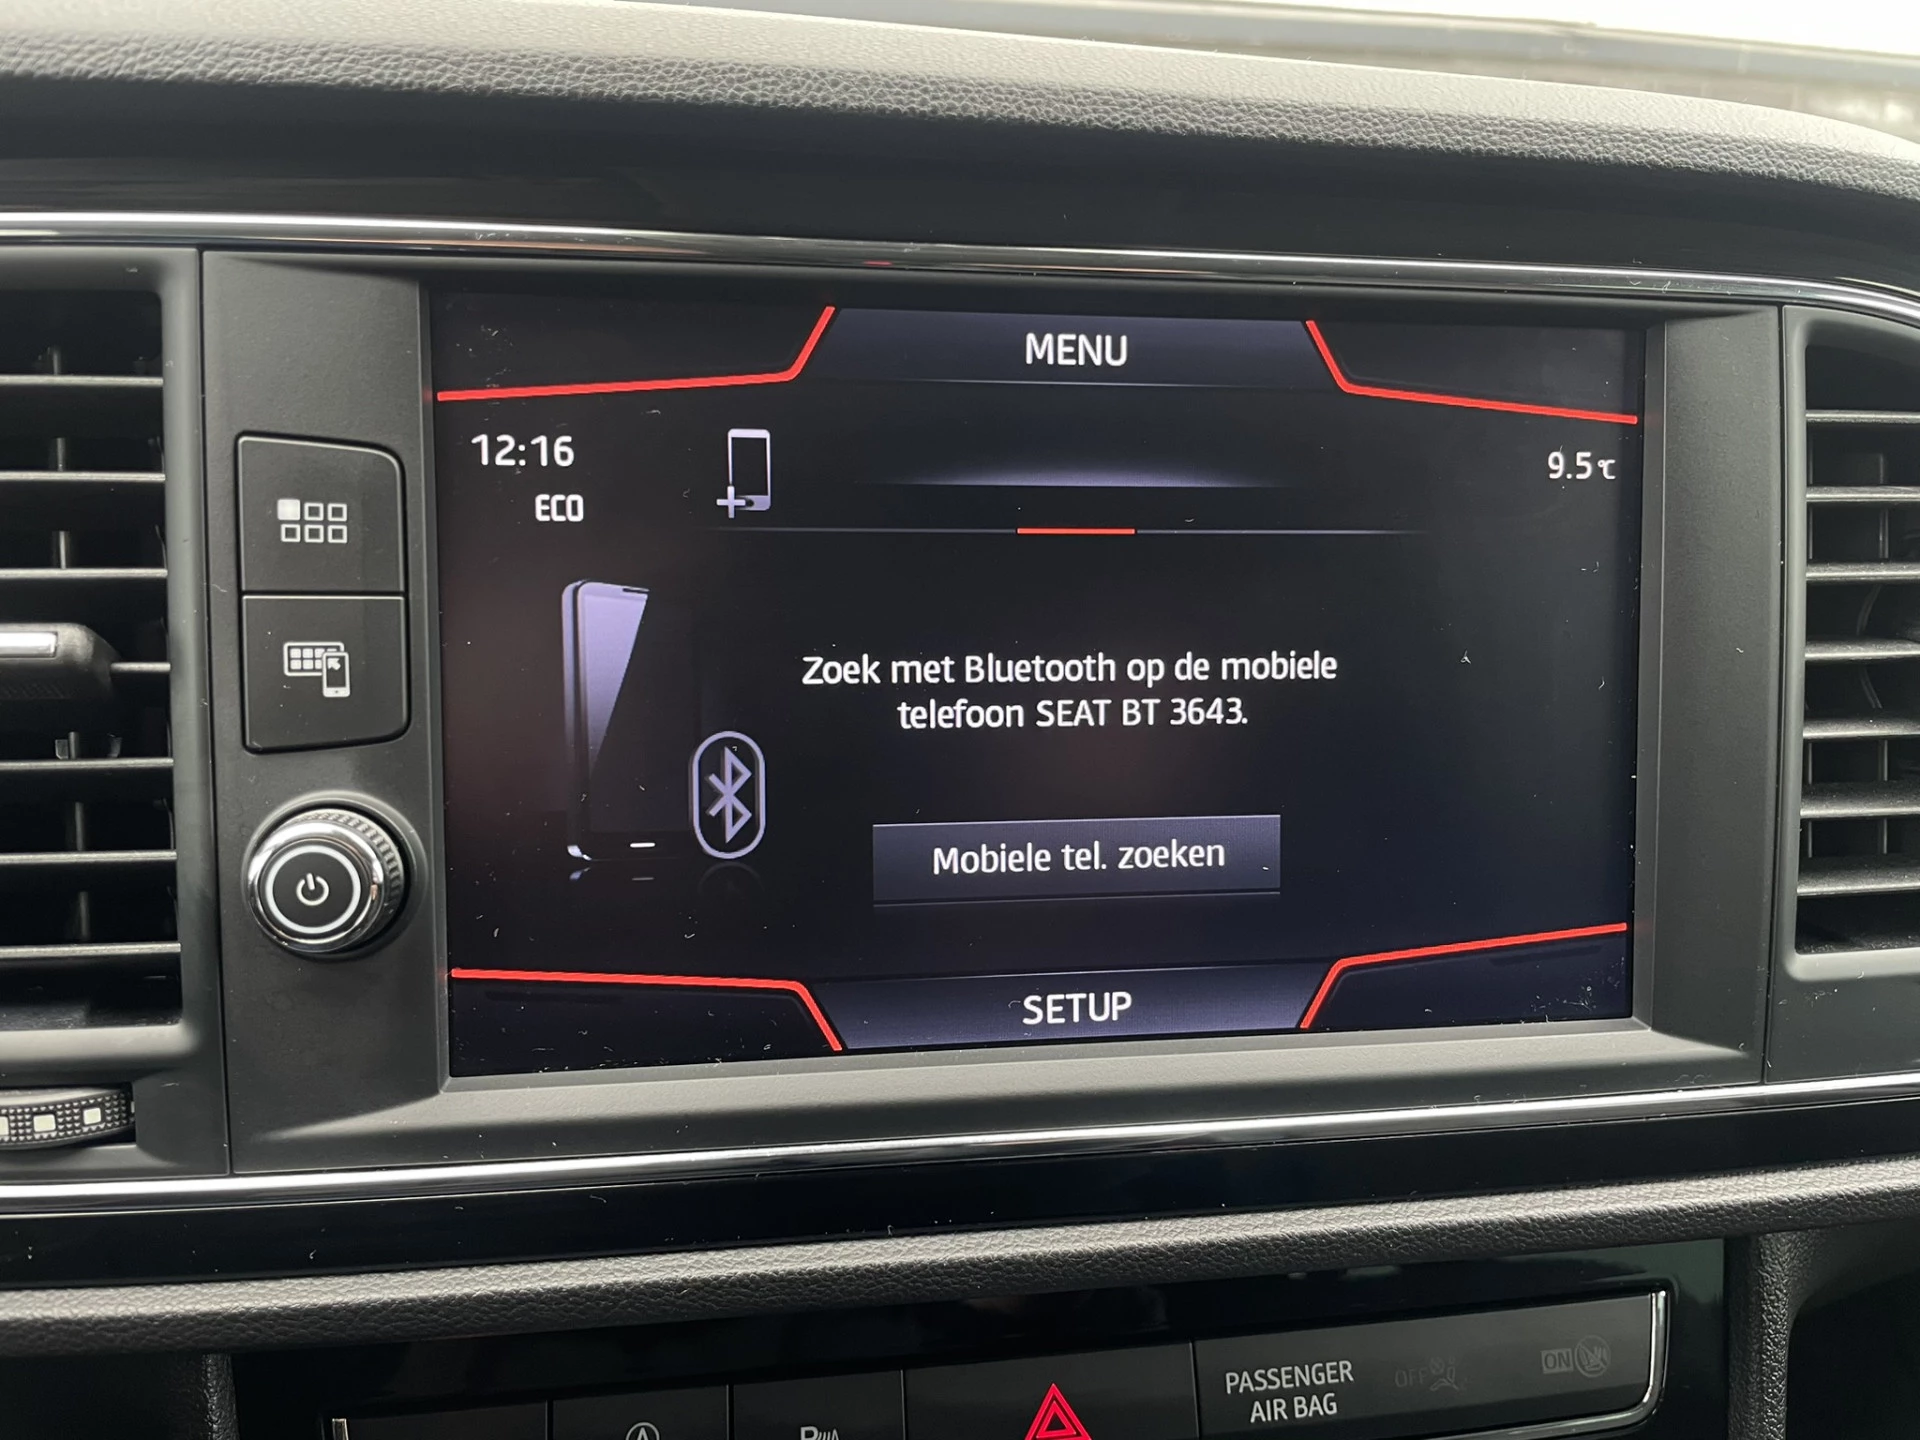 MENU
12:16
9.5 °C
ECO
Zoek met Bluetooth op de mobiele
telefoon SEAT BT 3643.
Mobiele tel. zoeken
SETUP
PASSENGER
AIR BAG
OFF
ON
A
P